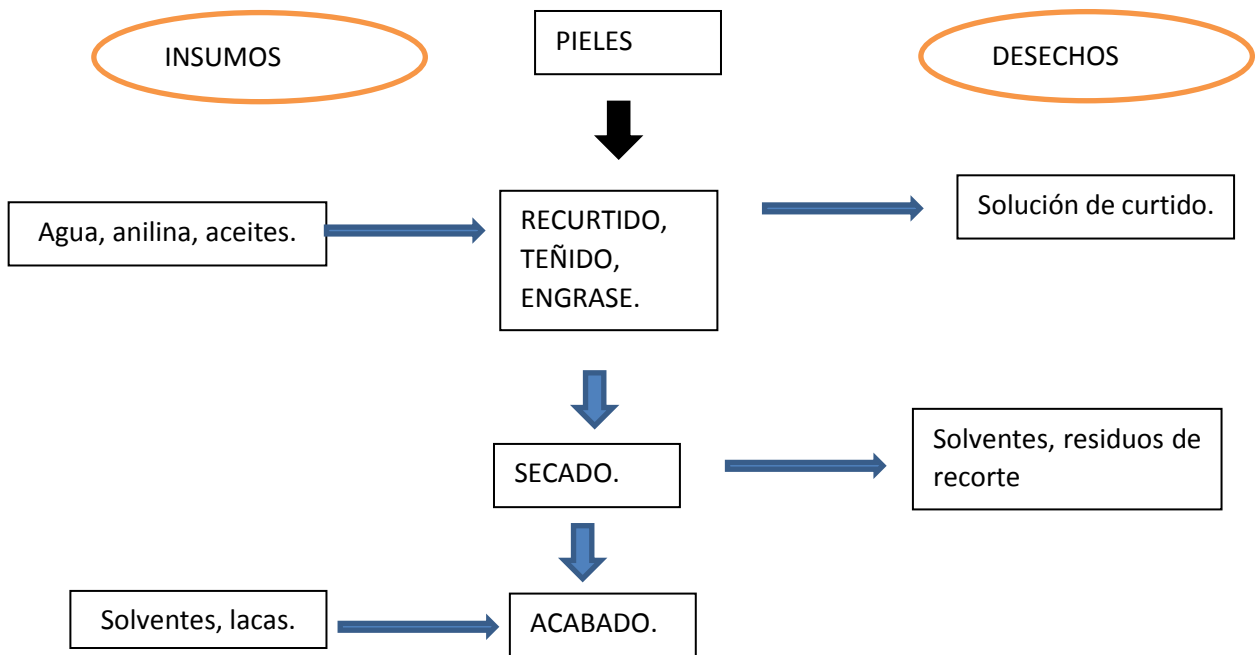 INSUMOS
PIELES
DESECHOS
Agua, anilina, aceites.
RECURTIDO,
TEÑIDO,
ENGRASE.
Solución de curtido.
SECADO.
Solventes, residuos de
recorte
Solventes, lacas.
ACABADO.